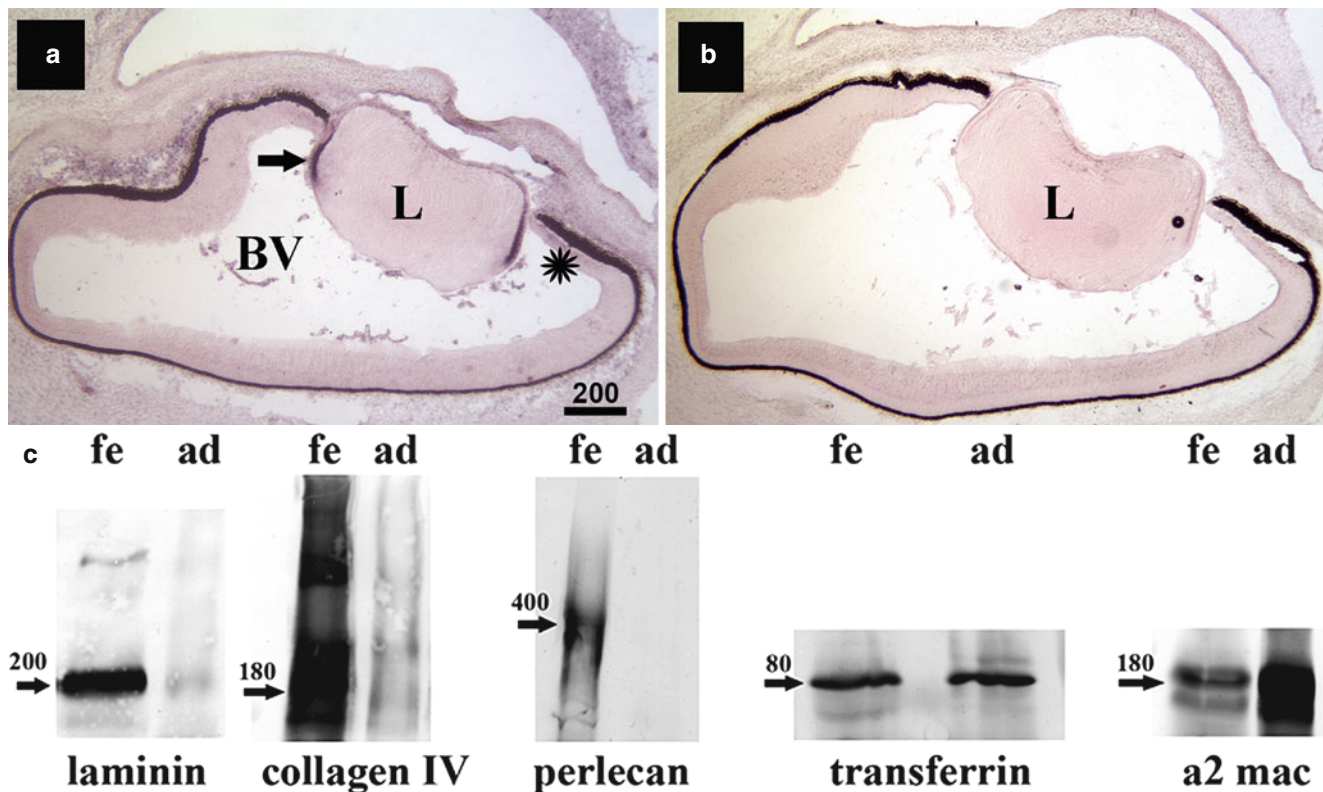 a
b
L
BV
L
200
c
fe ad
fe ad
fe ad
fe ad
fe ad
200
180
400
80
180
laminin
collagen IV
perlecan
transferrin
a2 mac